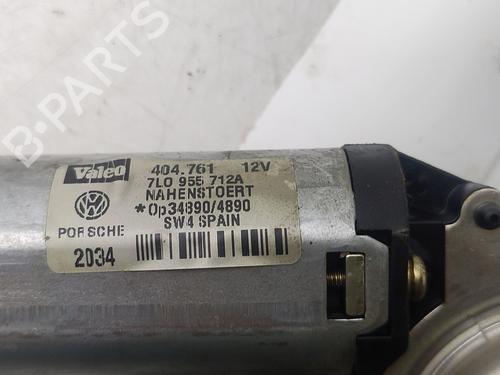 Valeo 404.761 12V
7L0 955 712A
NAHENSTOERT
*Op34890/4890
PORSCHE SW4 SPAIN
2034
B-PARTS